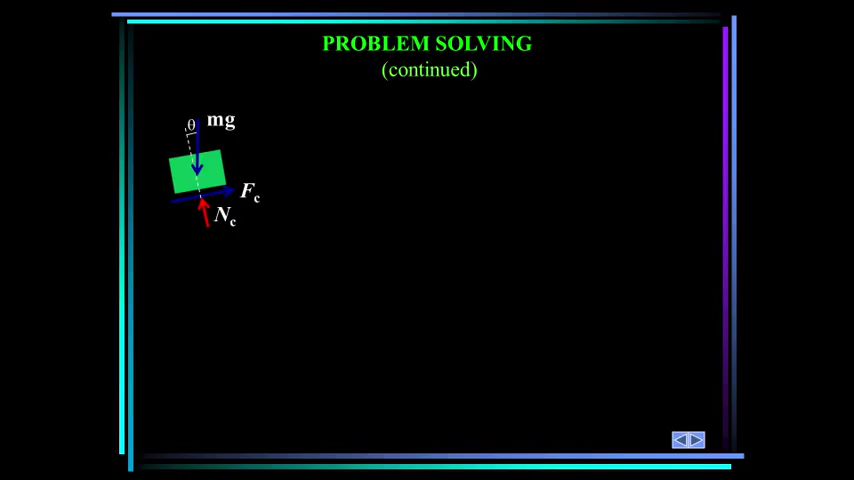 PROBLEM SOLVING
(continued)
θ mg
Fc
Nc